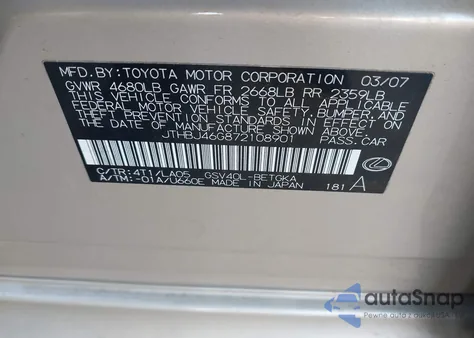 MFD.BY: TOYOTA MOTOR CORPORATION 03/07
GVWR 4680LB GAWR FR 2668LB RR 2359LB
THIS VEHICLE CONFORMS TO ALL APPLICABLE
FEDERAL MOTOR VEHICLE SAFETY, BUMPER, AND
THEFT PREVENTION STANDARDS IN EFFECT ON
THE DATE OF MANUFACTURE SHOWN ABOVE.
JTHBJ46G872108901 PASS.CAR
C/TR: 4T1/LA05 GSV40L-BETGKA
A/TM: -01A/U660E MADE IN JAPAN 181 A
autoSnap